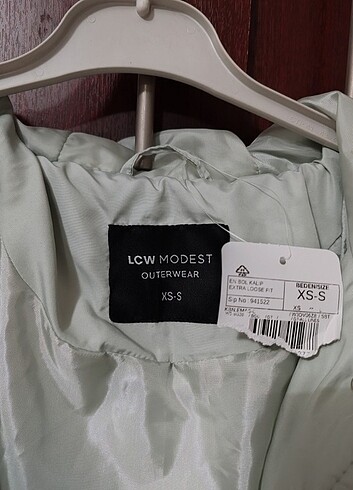 LCW MODEST
OUTERWEAR
XS-S
EN BOL KALIP
EXTRA LOOSE FIT
Sip No : 941522
BEDEN/SIZE
XS-S
XS